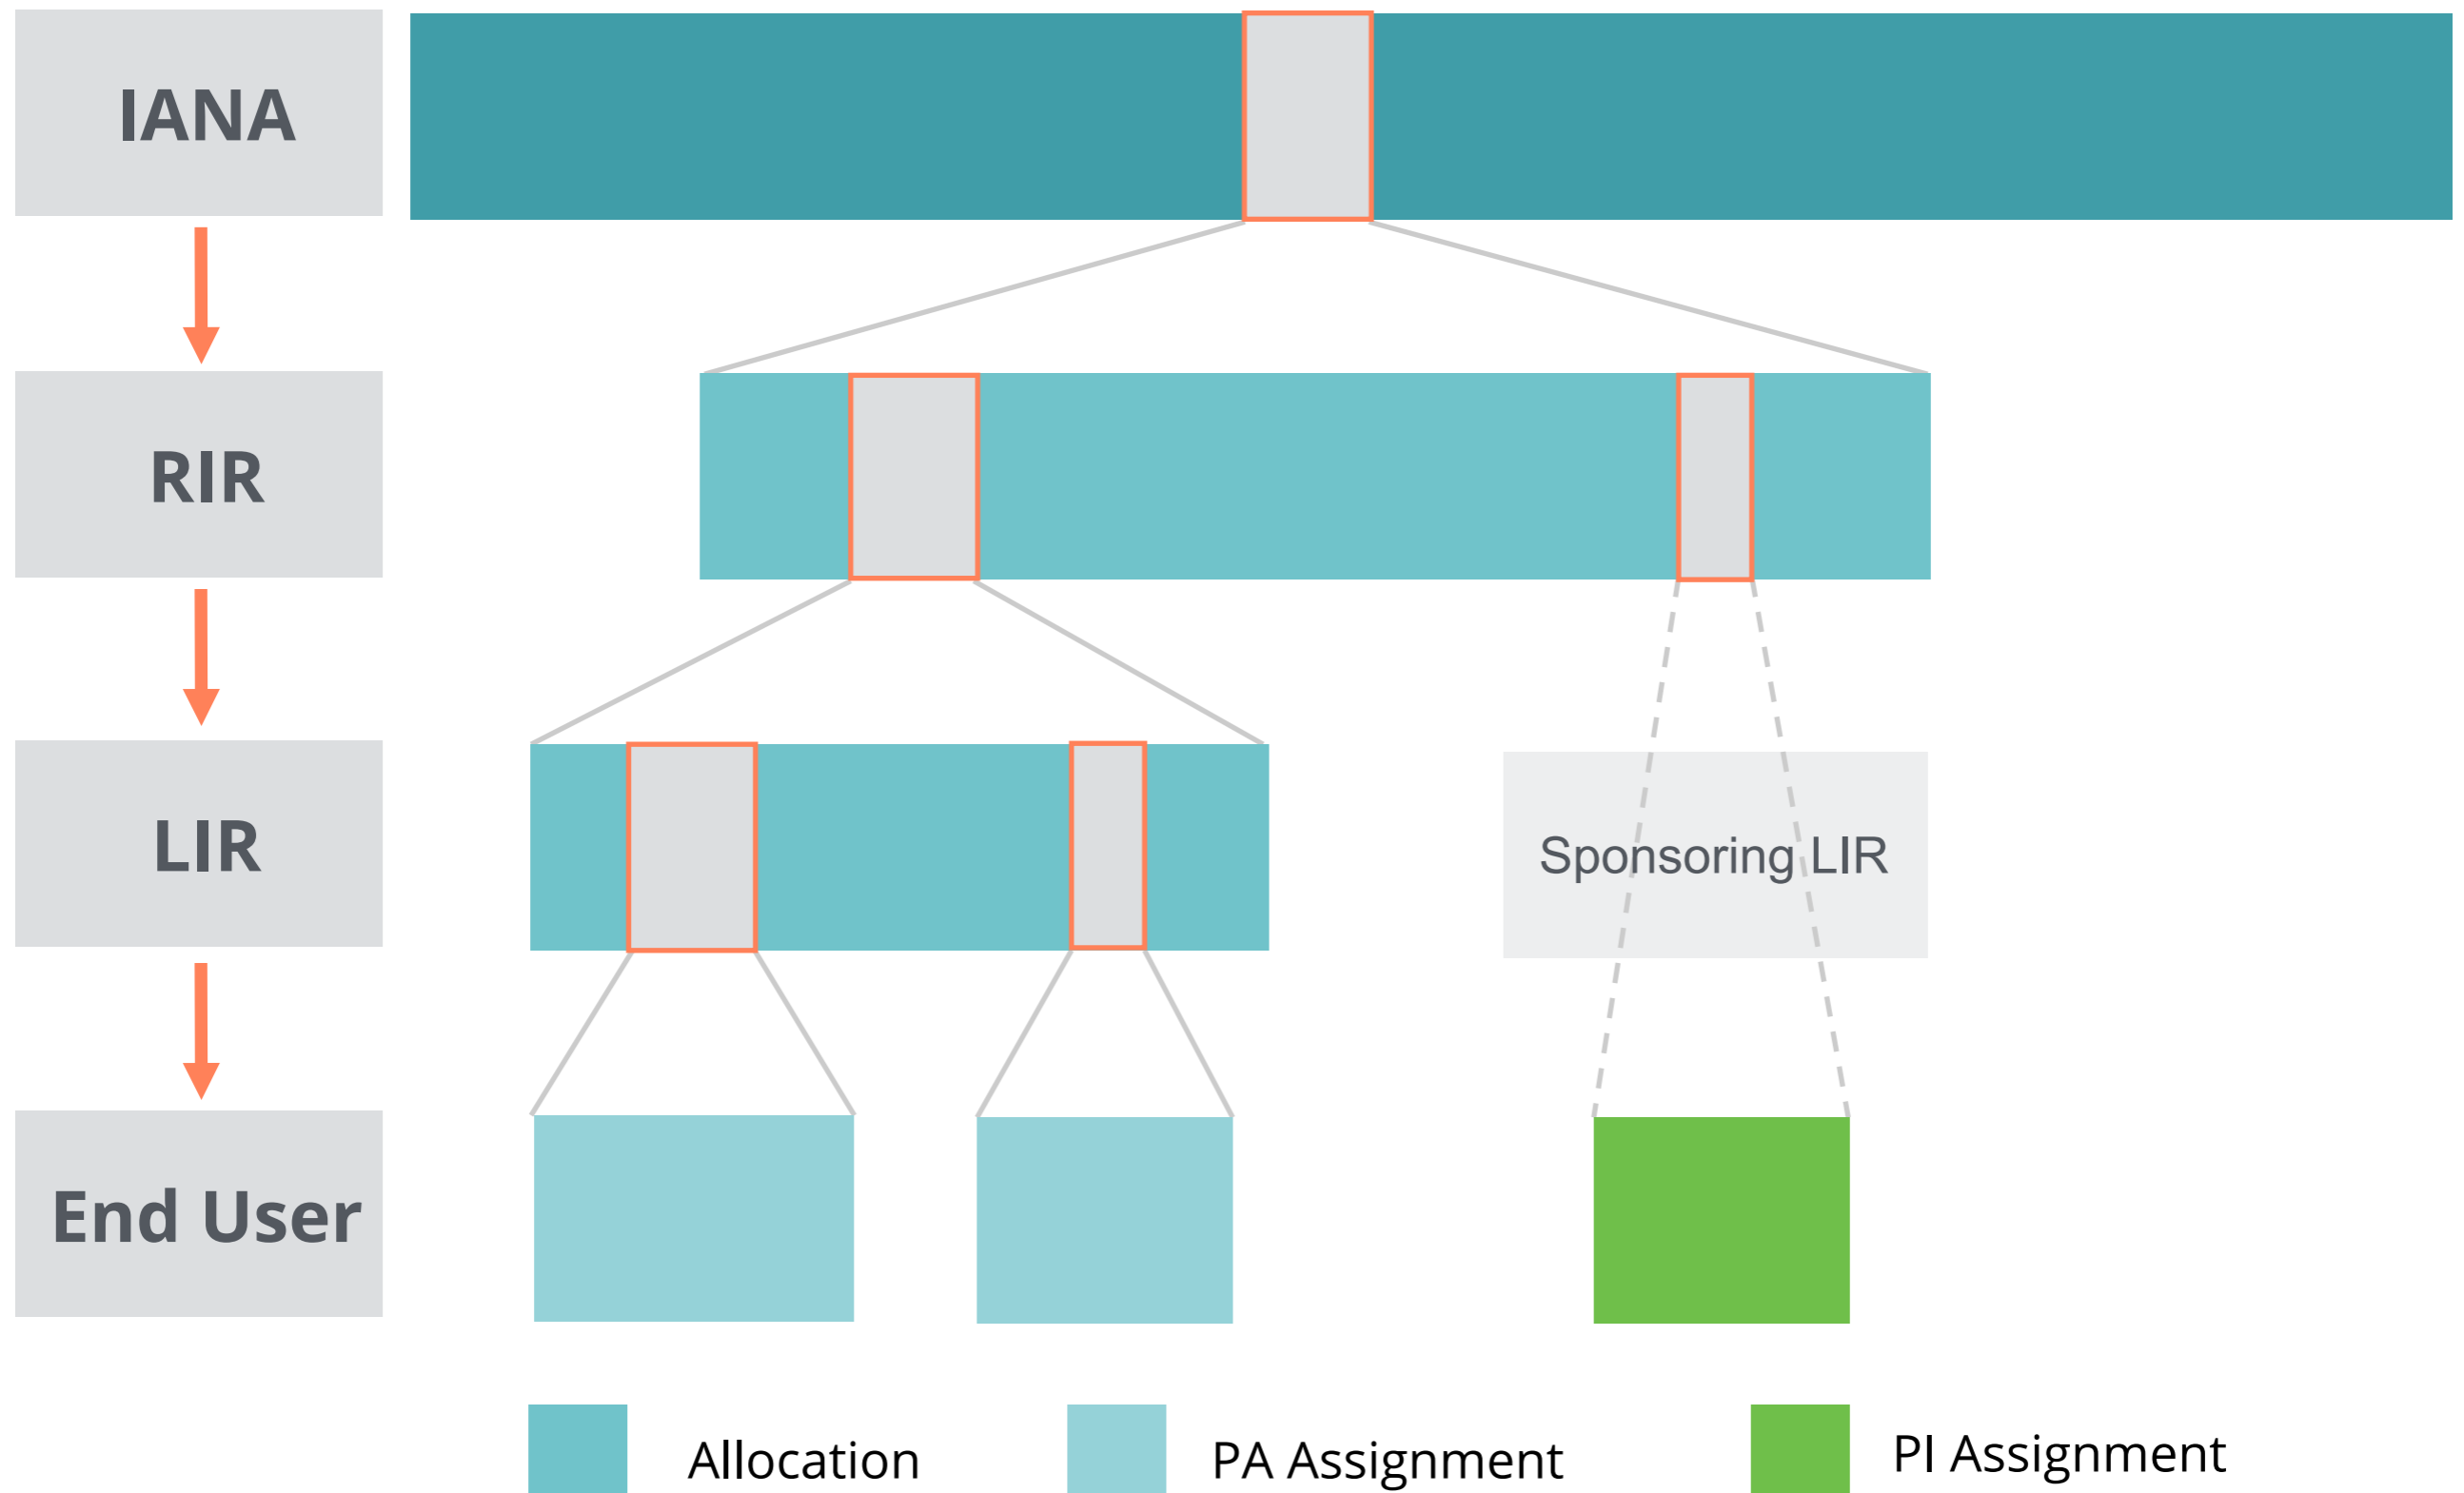 IANA
RIR
LIR
Sponsoring LIR
End User
Allocation
PA Assignment
PI Assignment